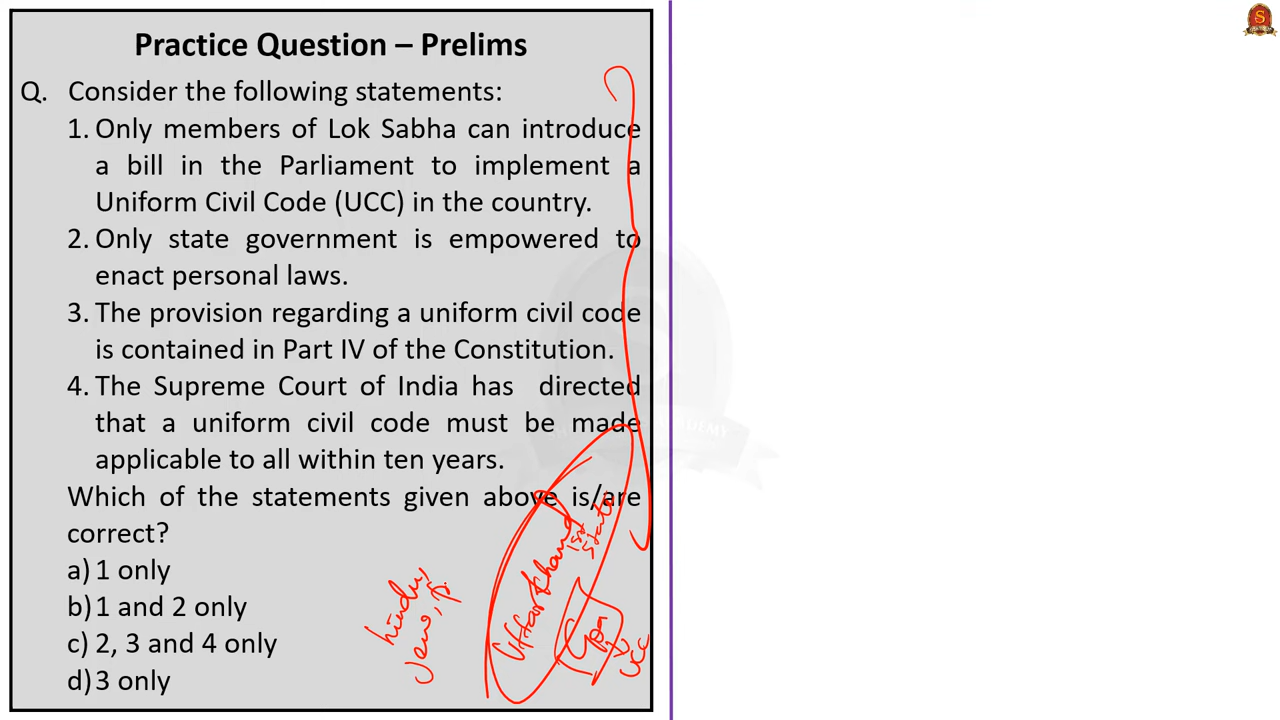 Practice Question – Prelims
Q. Consider the following statements:
1. Only members of Lok Sabha can introduce
a bill in the Parliament to implement a
Uniform Civil Code (UCC) in the country.
2. Only state government is empowered to
enact personal laws.
3. The provision regarding a uniform civil code
is contained in Part IV of the Constitution.
4. The Supreme Court of India has directed
that a uniform civil code must be made
applicable to all within ten years.
Which of the statements given above is/are
correct?
a) 1 only
b) 1 and 2 only
c) 2, 3 and 4 only
d) 3 only
hindu,
Uttarkhand
1st
State
Goa
UCC